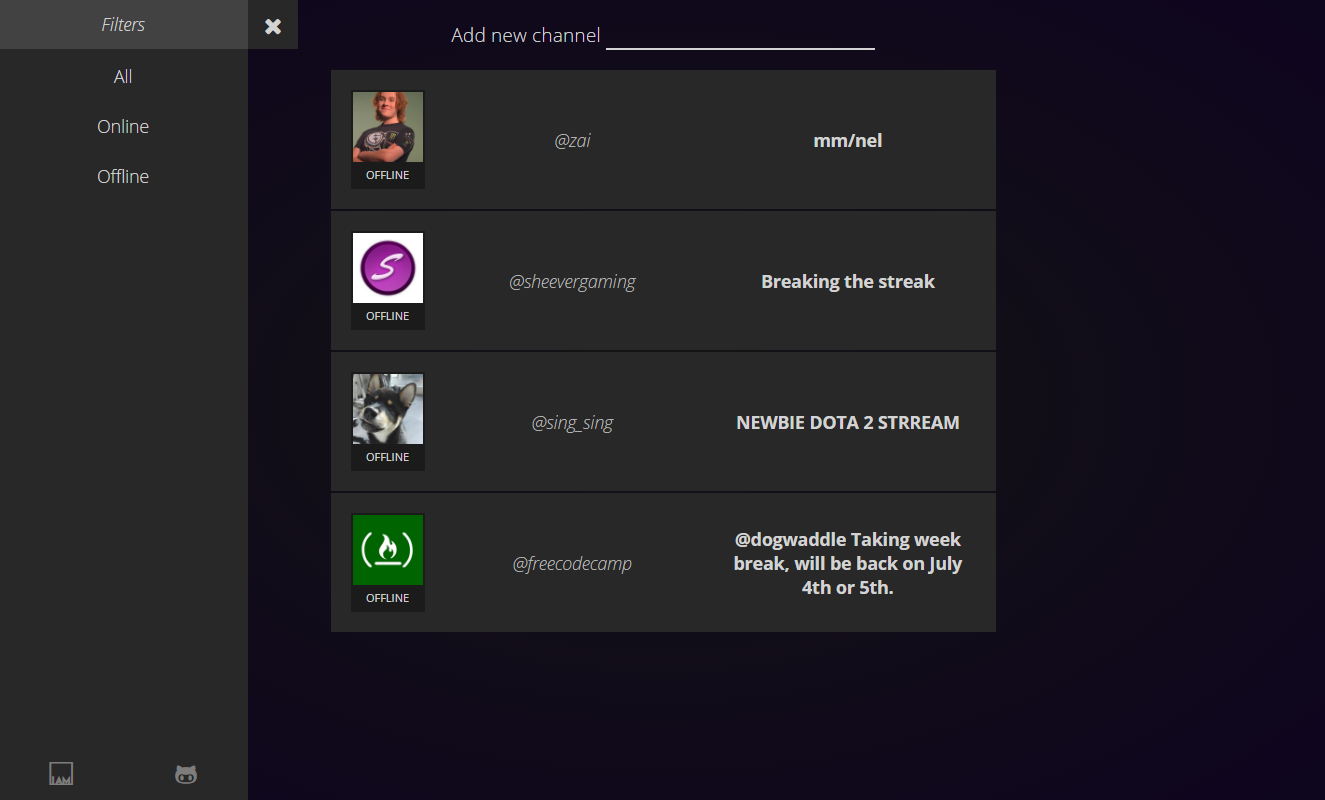 Filters
All
Online
Offline
Add new channel
OFFLINE
@zai
mm/nel
S
OFFLINE
@sheevergaming
Breaking the streak
OFFLINE
@sing_sing
NEWBIE DOTA 2 STRREAM
OFFLINE
@freecodecamp
@dogwaddle Taking week
break, will be back on July
4th or 5th.
IAM